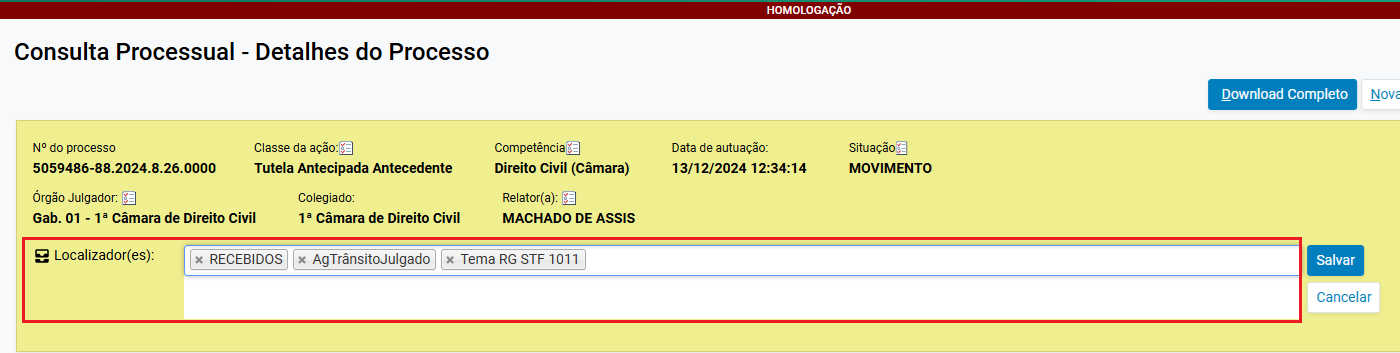 HOMOLOGAÇÃO
Consulta Processual - Detalhes do Processo
Download Completo Nova
Nº do processo Classe da ação: Competência Data de autuação: Situação
5059486-88.2024.8.26.0000 Tutela Antecipada Antecedente Direito Civil (Câmara) 13/12/2024 12:34:14 MOVIMENTO
Órgão Julgador: Colegiado: Relator(a):
Gab. 01 - 1ª Câmara de Direito Civil 1ª Câmara de Direito Civil MACHADO DE ASSIS
Localizador(es): × RECEBIDOS × AgTrânsitoJulgado × Tema RG STF 1011 Salvar
Cancelar